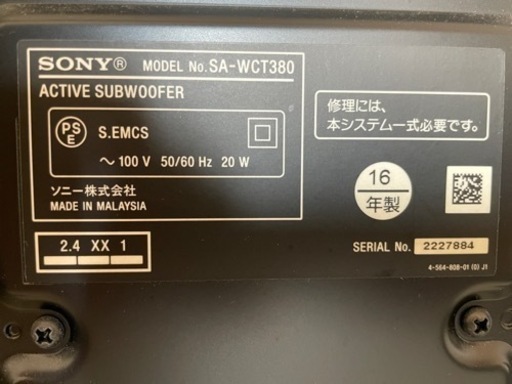 SONY® MODEL No. SA-WCT380
ACTIVE SUBWOOFER
PS
E
S.EMCS
～100 V 50/60 Hz 20 W
ソニー株式会社
MADE IN MALAYSIA
修理には、
本システム一式必要です。
16
年製
2.4 XX 1
SERIAL No. 2227884
4-564-808-01 (0) J1